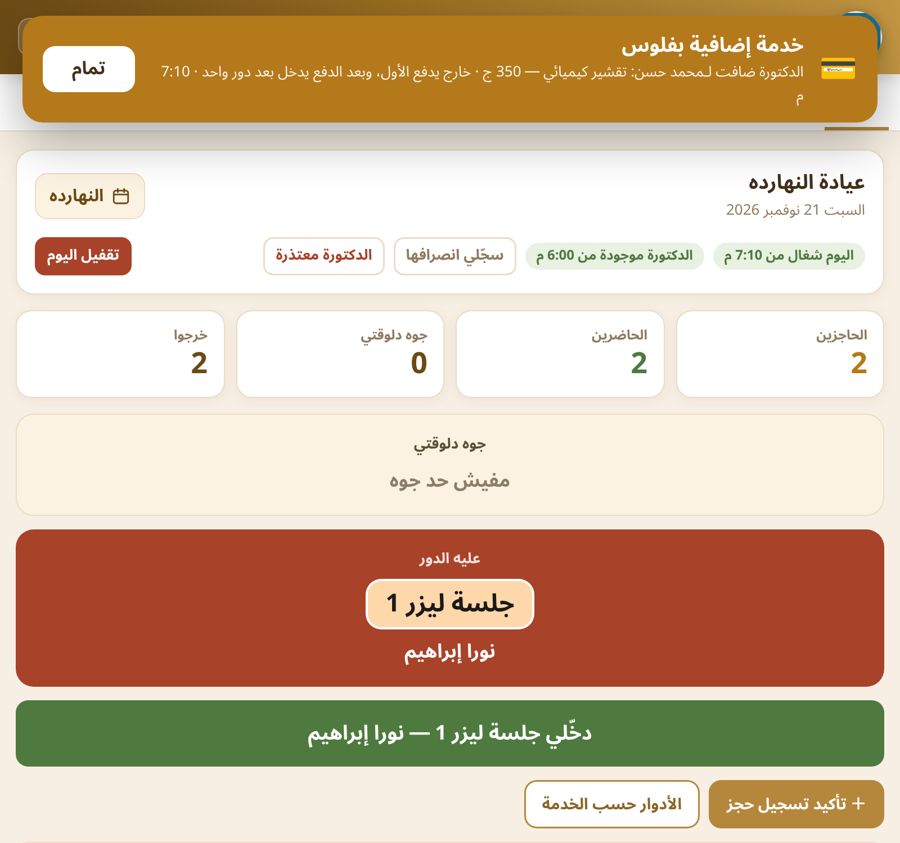 خدمة إضافية بفلوس
الدكتورة ضافت لـمحمد حسن: تقشير كيميائي — 350 ج · خارج يدفع الأول، وبعد الدفع يدخل بعد دور واحد · 7:10
م
تمام
عيادة النهارده
السبت 21 نوفمبر 2026
النهارده
اليوم شغال من 7:10 م
الدكتورة موجودة من 6:00 م
سجّلي انصرافها
الدكتورة معتذرة
تقفيل اليوم
الحاجزين
2
الحاضرين
2
جوه دلوقتي
0
خرجوا
2
جوه دلوقتي
مفيش حد جوه
عليه الدور
جلسة ليزر 1
نورا إبراهيم
دخّلي جلسة ليزر 1 — نورا إبراهيم
+ تأكيد تسجيل حجز
الأدوار حسب الخدمة